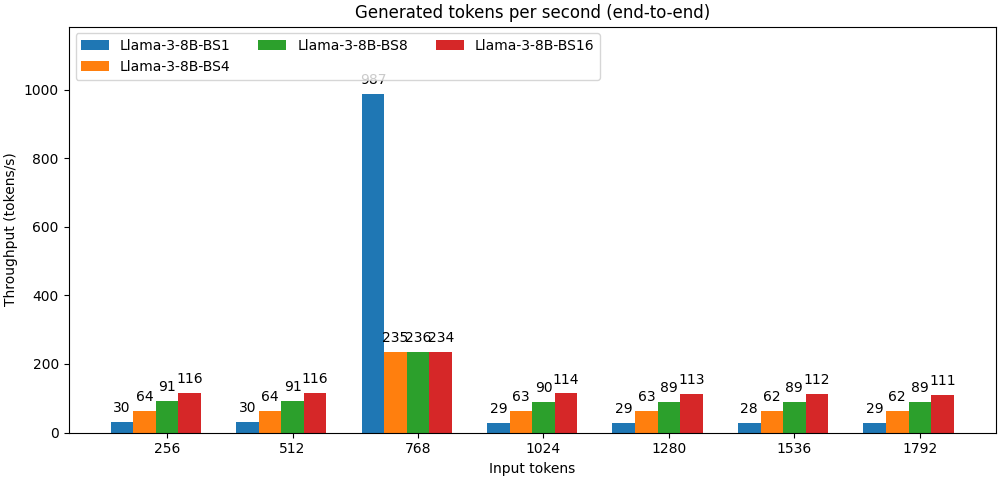 Generated tokens per second (end-to-end)
Llama-3-8B-BS1 Llama-3-8B-BS8 Llama-3-8B-BS16
Llama-3-8B-BS4
Throughput (tokens/s)
1000
800
600
400
200
0
30 64 91 116
30 64 91 116
987 235 236 234
29 63 90 114
29 63 89 113
28 62 89 112
29 62 89 111
256 512 768 1024 1280 1536 1792
Input tokens